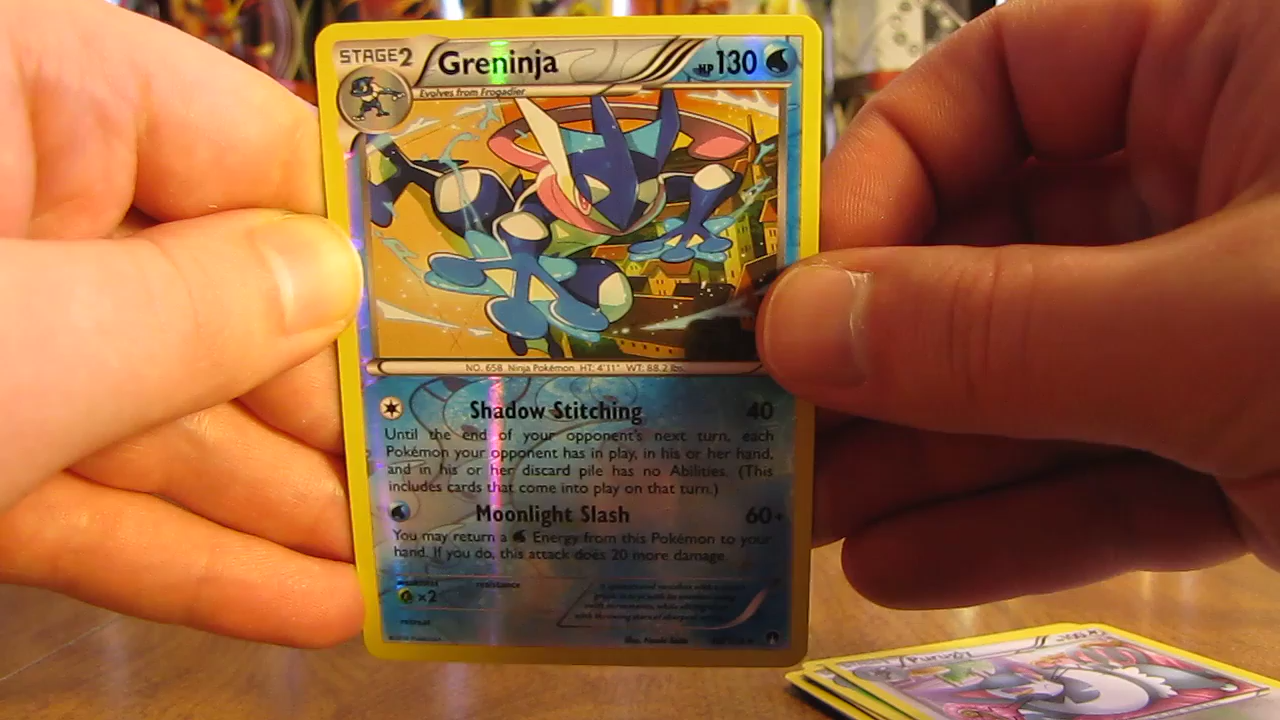 STAGE2 Greninja HP 130
Evolves from Frogadier
NO. 658 Ninja Pokémon HT: 4'11" WT: 88.2 lbs.
Shadow Stitching 40
Until the end of your opponent's next turn, each
Pokémon your opponent has in play, in his or her hand,
and in his or her discard pile has no Abilities. (This
includes cards that come into play on that turn.)
Moonlight Slash 60+
You may return a Energy from this Pokémon to your
hand. If you do, this attack does 20 more damage.
weakness resistance
x2
retreat